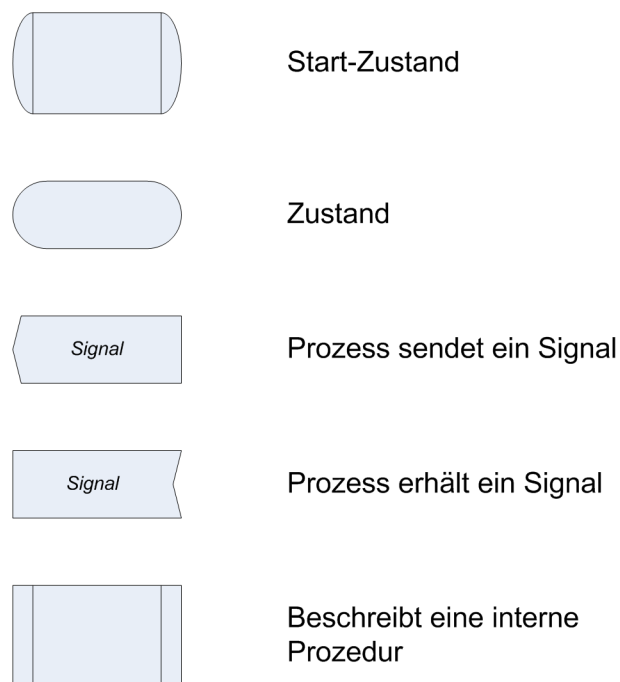 Start-Zustand
Zustand
Signal
Prozess sendet ein Signal
Signal
Prozess erhält ein Signal
Beschreibt eine interne
Prozedur